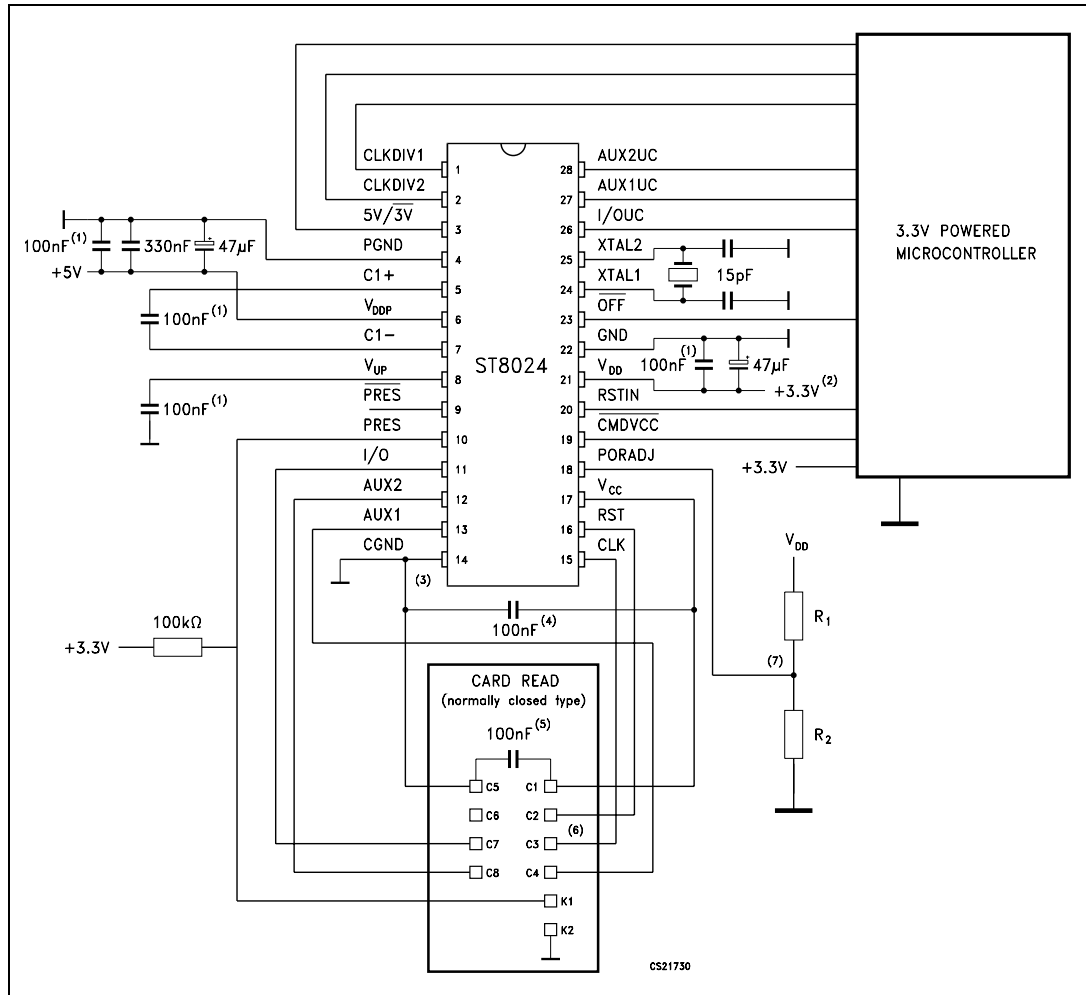 CLKDIV1
1
CLKDIV2
2
5V/3V
3
PGND
4
C1+
5
VDDP
6
C1-
7
VUP
8
PRES
9
PRES
10
I/O
11
AUX2
12
AUX1
13
CGND
14
(3)
ST8024
AUX2UC
28
AUX1UC
27
I/OUC
26
XTAL2
25
XTAL1
24
OFF
23
GND
22
VDD
21
RSTIN
20
CMDVCC
19
PORADJ
18
VCC
17
RST
16
CLK
15
100nF(1)
330nF
+
47µF
+5V
100nF(1)
100nF(1)
15pF
100nF(1)
+
47µF
+3.3V(2)
3.3V POWERED
MICROCONTROLLER
+3.3V
VDD
R1
(7)
R2
100kΩ
+3.3V
100nF(4)
CARD READ
(normally closed type)
100nF(5)
C5 C1
C6 C2
(6)
C7 C3
C8 C4
K1
K2
CS21730